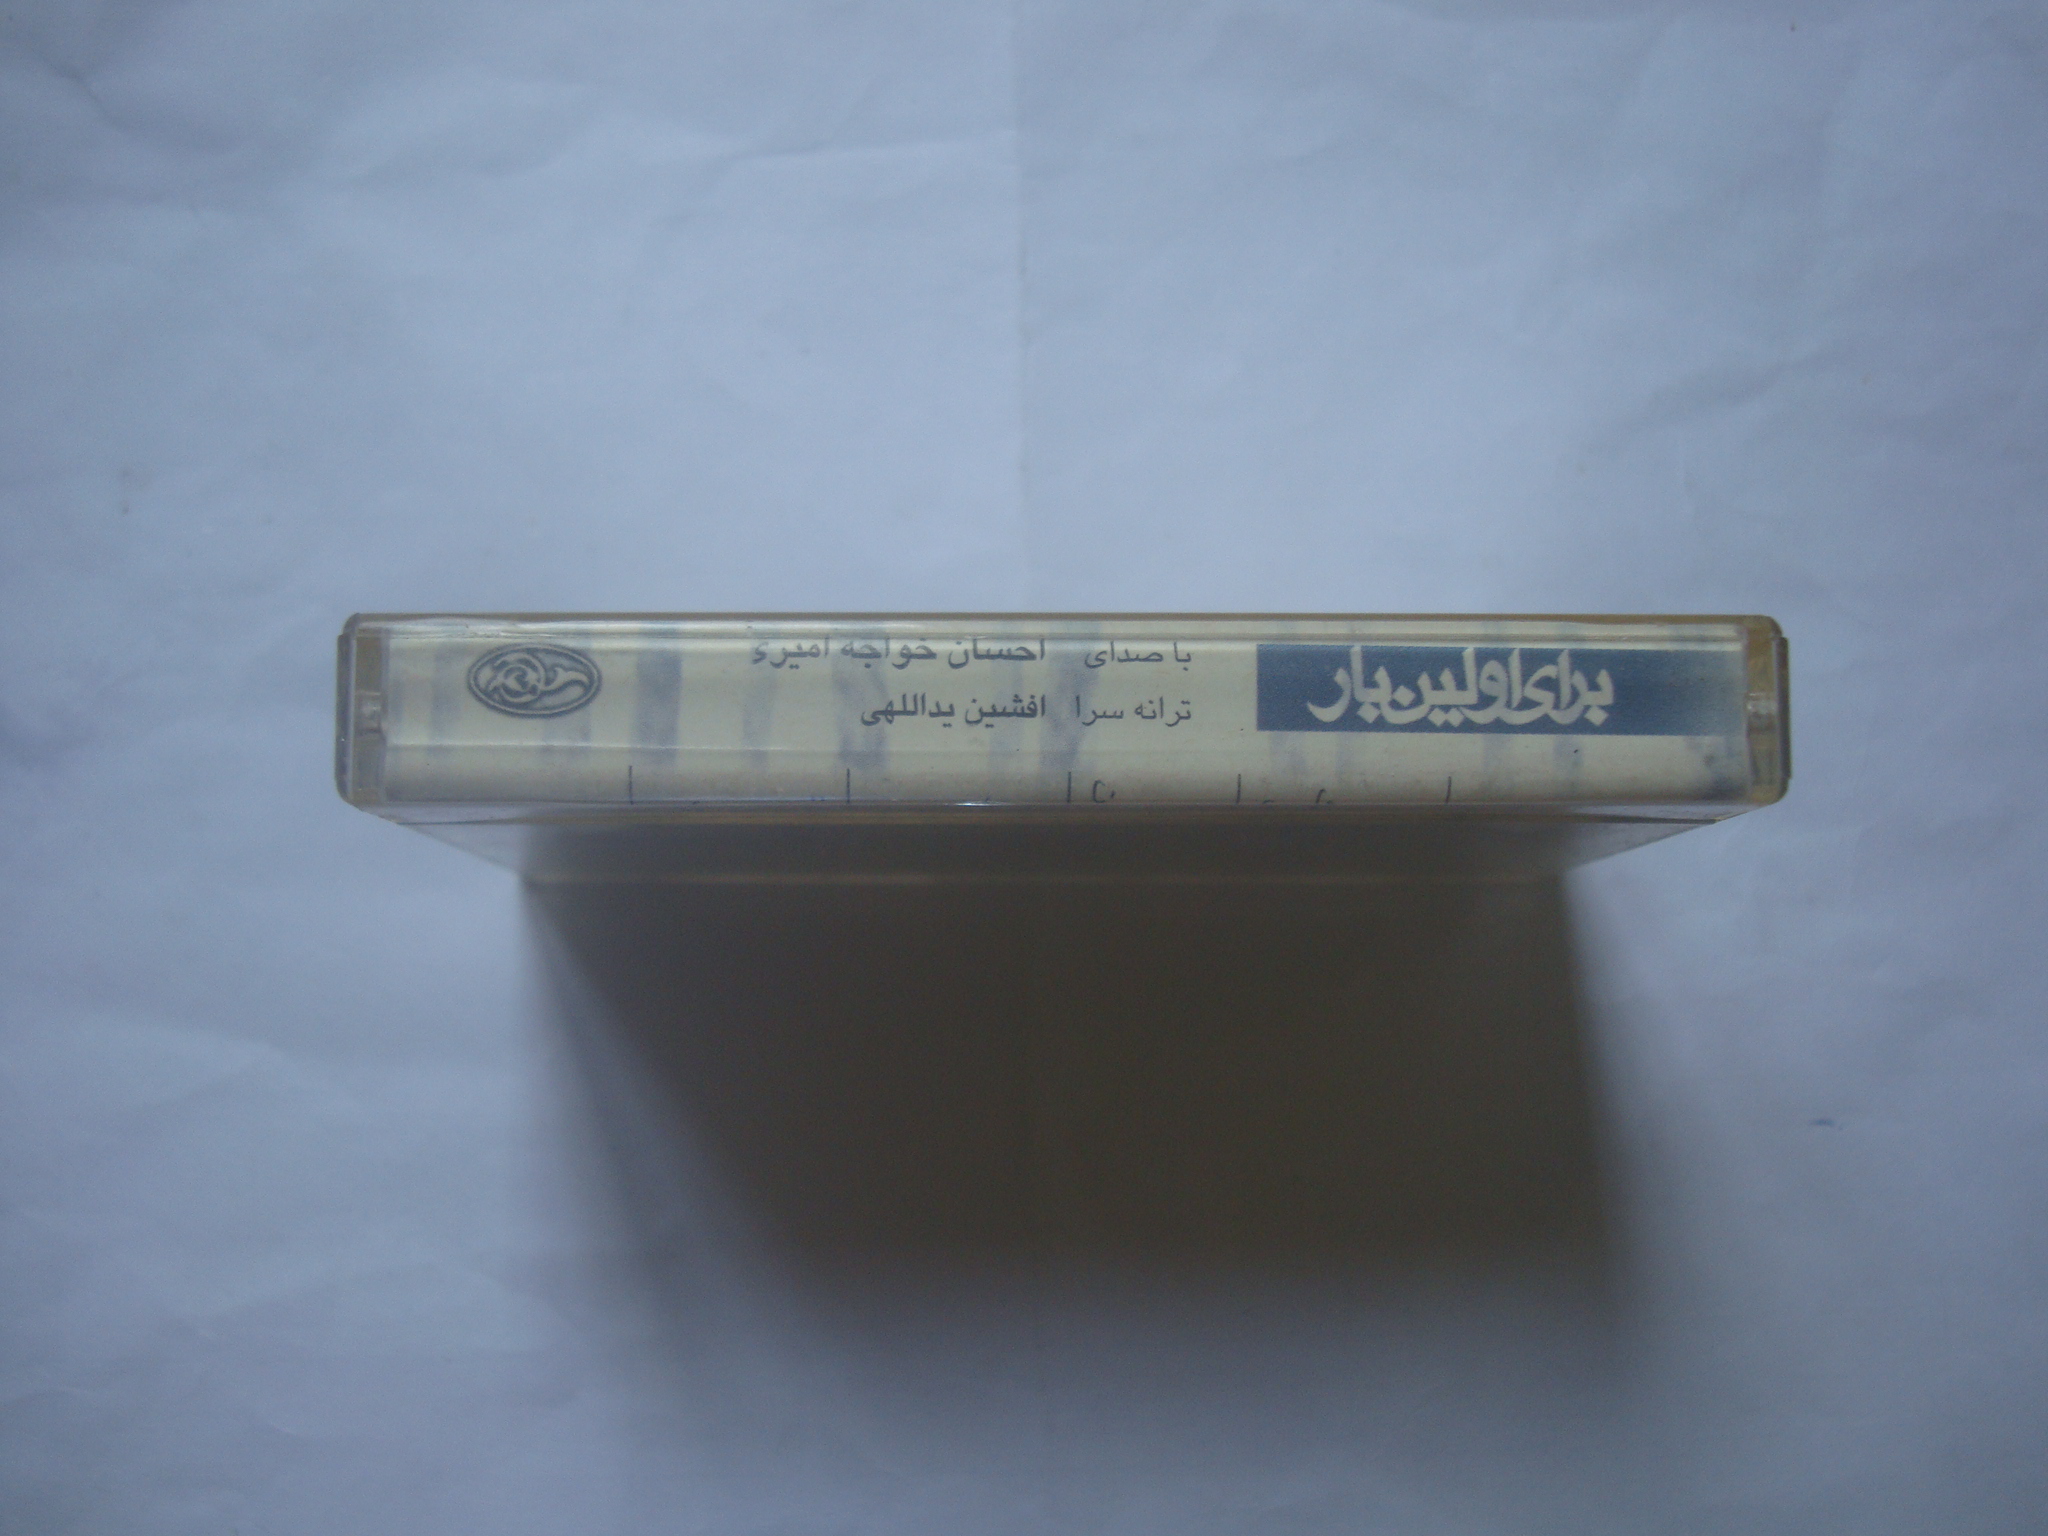 برای اولین بار
با صدای احسان خواجه امیری
ترانه سرا افشین یداللهی